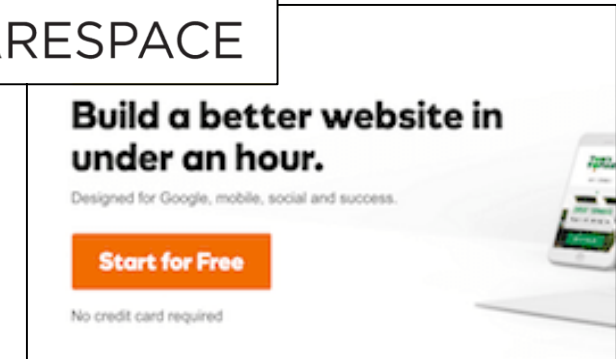 ARESPACE
Build a better website in
under an hour.
Designed for Google, mobile, social and success.
Start for Free
No credit card required